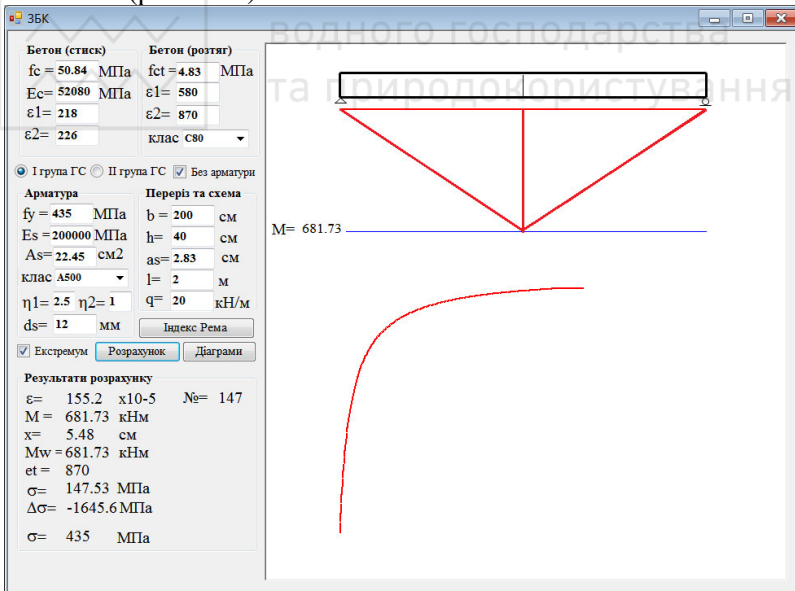 ЗБК
водного господарства
та природокористування
Бетон (стиск) Бетон (розтяг)
fc = 50.84 МПа fct = 4.83 МПа
Ec= 52080 МПа ε1= 580
ε1= 218 ε2= 870
ε2= 226 клас C80
І група ГС ІІ група ГС Без арматури
Арматура Переріз та схема
fy = 435 МПа b = 200 см
Es = 200000 МПа h= 40 см
As= 22.45 см2 as= 2.83 см
клас A500 l= 2 м
η1= 2.5 η2= 1 q= 20 кН/м
ds= 12 мм Індекс Рема
Екстремум Розрахунок Діаграми
Результати розрахунку
ε= 155.2 х10-5 №= 147
M = 681.73 кНм
x= 5.48 см
Mw = 681.73 кНм
et = 870
σ= 147.53 МПа
Δσ= -1645.6 МПа
σ= 435 МПа
M= 681.73